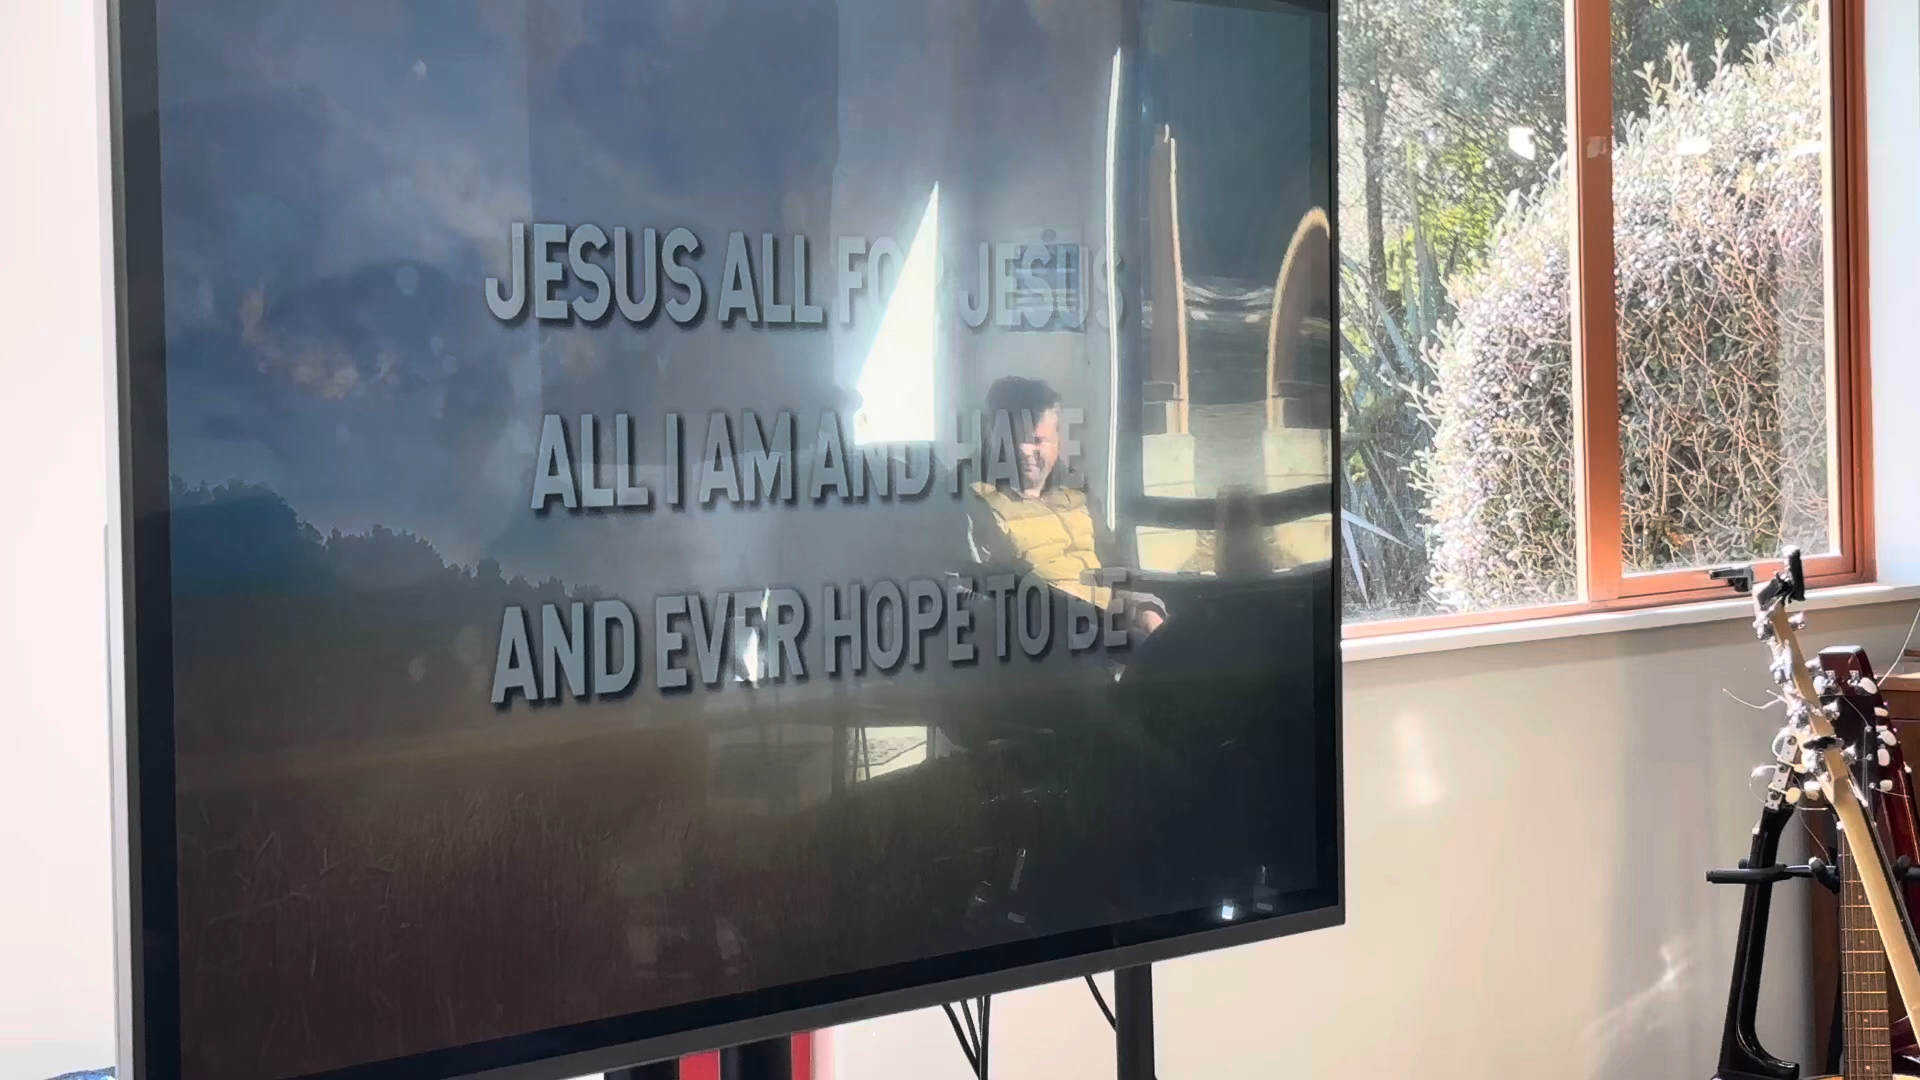 JESUS ALL FOR JESUS
ALL I AM AND HAVE
AND EVER HOPE TO BE